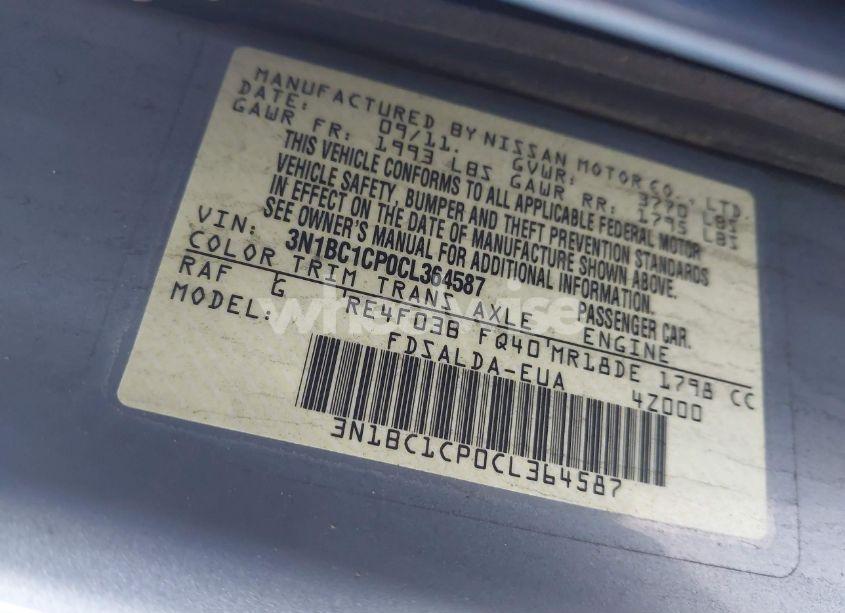 MANUFACTURED BY NISSAN MOTOR CO., LTD.
DATE: 09/11. GVWR: 3770 LBS
GAWR FR: 1993 LBS GAWR RR: 1795 LBS
THIS VEHICLE CONFORMS TO ALL APPLICABLE FEDERAL MOTOR
VEHICLE SAFETY, BUMPER AND THEFT PREVENTION STANDARDS
IN EFFECT ON THE DATE OF MANUFACTURE SHOWN ABOVE.
SEE OWNER'S MANUAL FOR ADDITIONAL INFORMATION.
VIN: 3N1BC1CP0CL364587 PASSENGER CAR.
COLOR TRIM TRANS AXLE ENGINE
RAF G RE4F03B FQ40 MR18DE 1798 CC
MODEL: FDSALDA-EUA 4Z000
3N1BC1CP0CL364587